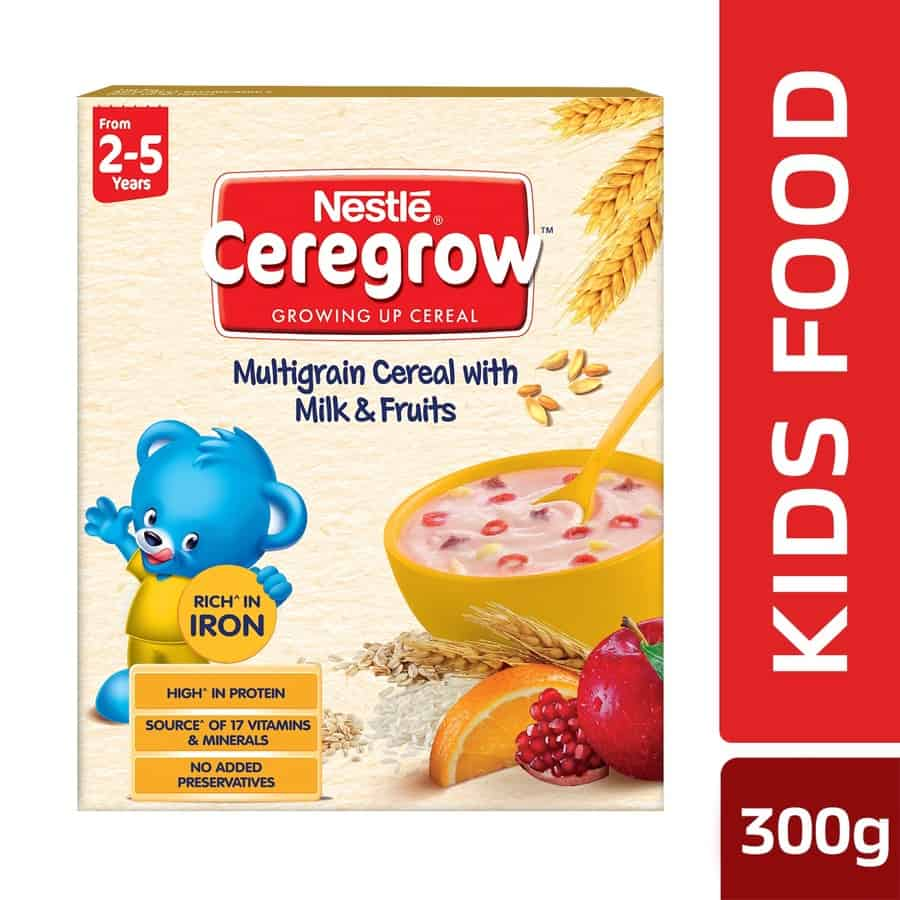 From
2-5
Years
Nestlé®
Ceregrow™
GROWING UP CEREAL
Multigrain Cereal with
Milk & Fruits
RICH^ IN
IRON
HIGH^ IN PROTEIN
SOURCE^ OF 17 VITAMINS
& MINERALS
NO ADDED
PRESERVATIVES
KIDS FOOD
300g